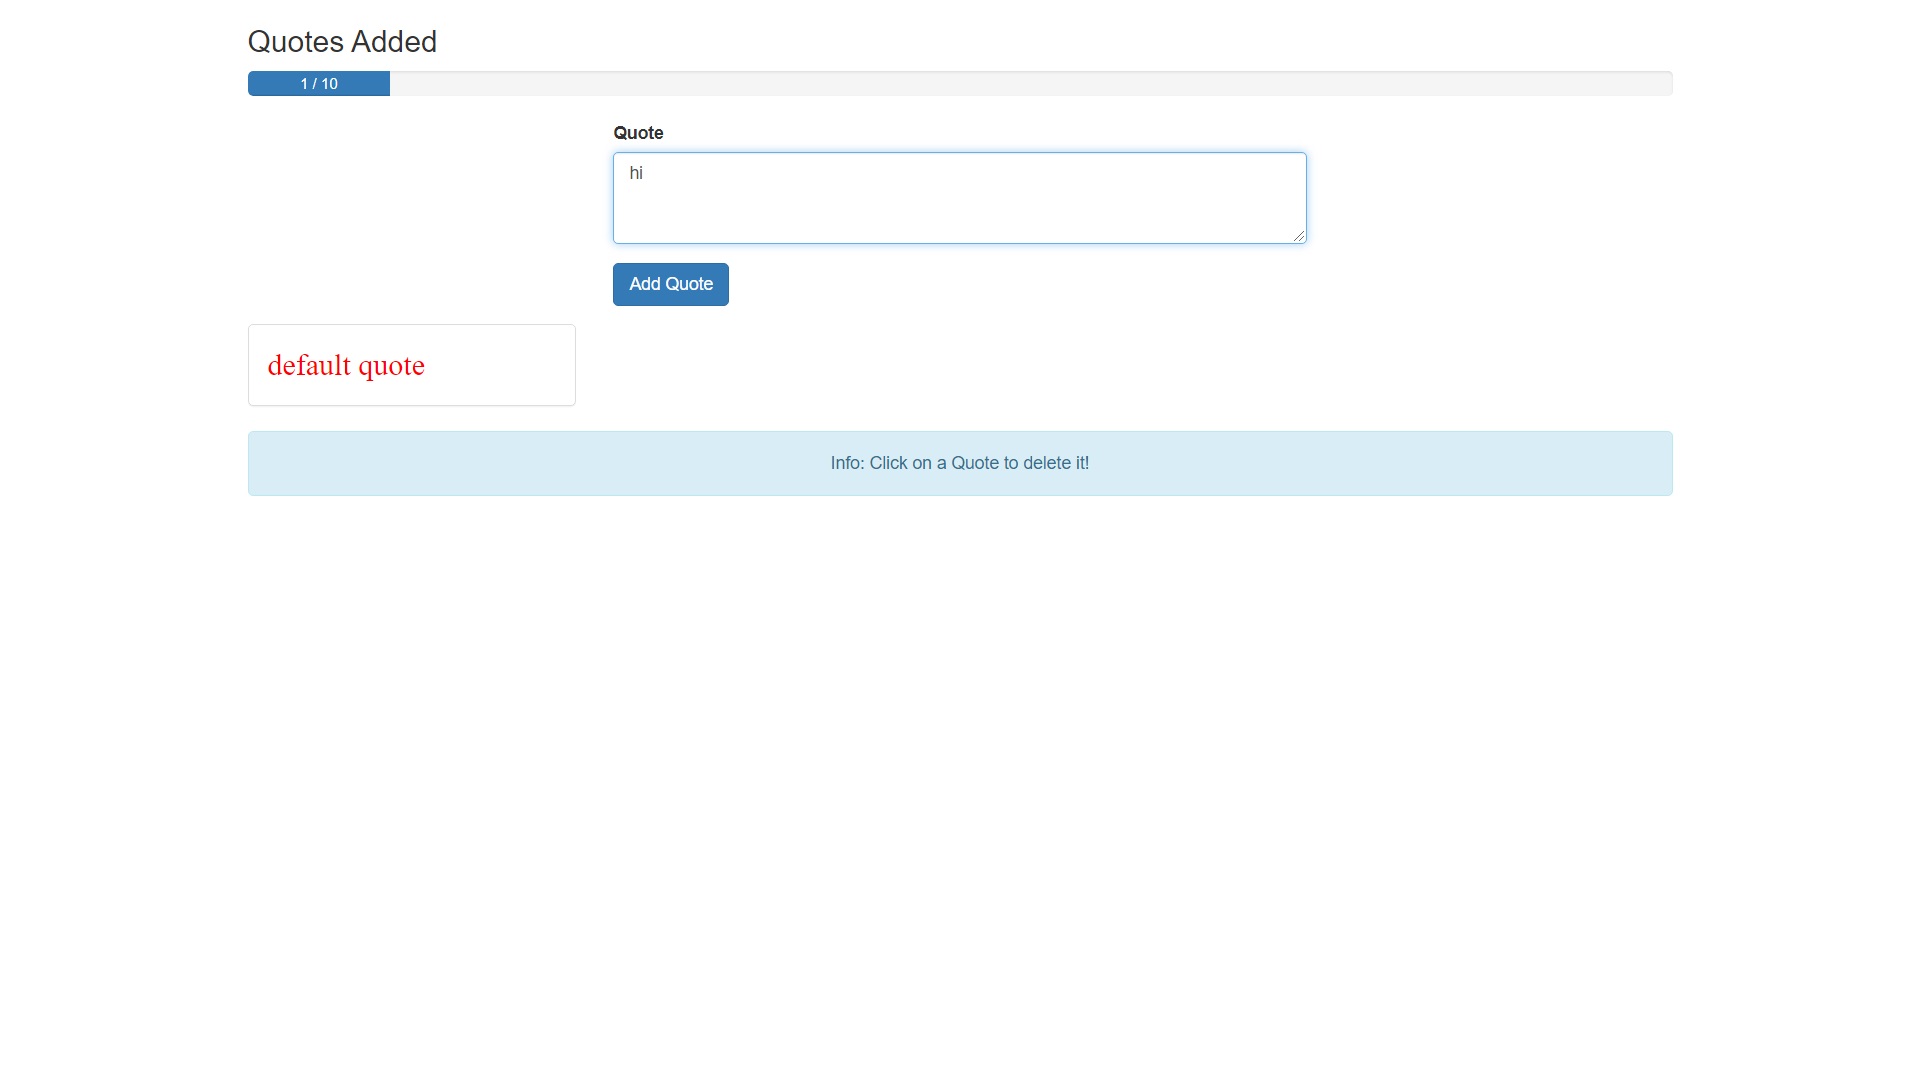 Quotes Added
1 / 10
Quote
hi
Add Quote
default quote
Info: Click on a Quote to delete it!